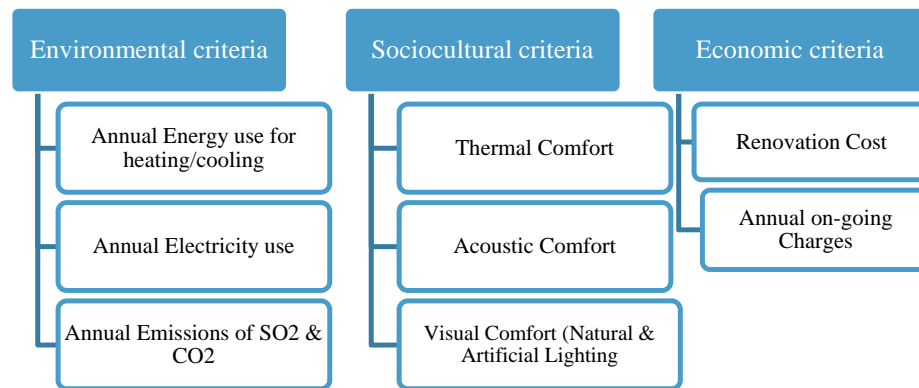 Environmental criteria
Annual Energy use for
heating/cooling
Annual Electricity use
Annual Emissions of SO2 &
CO2
Sociocultural criteria
Thermal Comfort
Acoustic Comfort
Visual Comfort (Natural &
Artificial Lighting
Economic criteria
Renovation Cost
Annual on-going
Charges